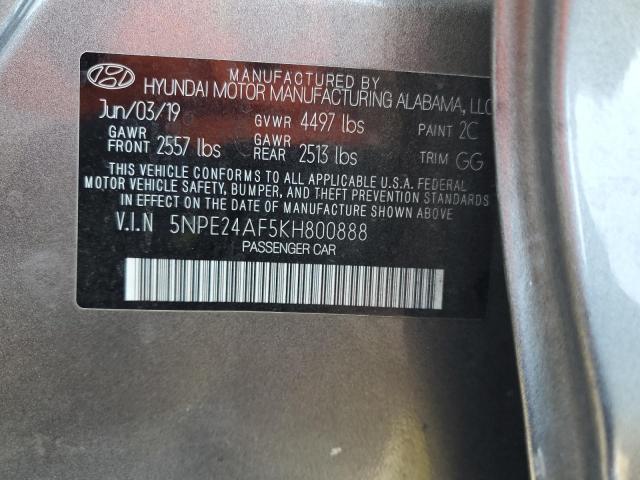 MANUFACTURED BY
HYUNDAI MOTOR MANUFACTURING ALABAMA, LLC
Jun/03/19 GVWR 4497 lbs PAINT 2C
GAWR FRONT 2557 lbs GAWR REAR 2513 lbs TRIM GG
THIS VEHICLE CONFORMS TO ALL APPLICABLE U.S.A. FEDERAL
MOTOR VEHICLE SAFETY, BUMPER, AND THEFT PREVENTION STANDARDS
IN EFFECT ON THE DATE OF MANUFACTURE SHOWN ABOVE
V.I.N 5NPE24AF5KH800888
PASSENGER CAR